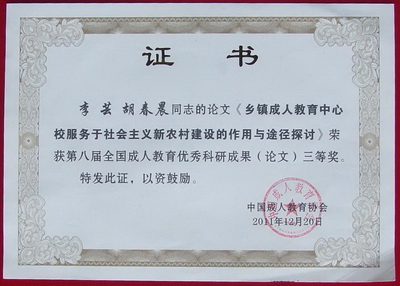 证 书
李芸 胡春晨同志的论文《乡镇成人教育中心
校服务于社会主义新农村建设的作用与途径探讨》荣
获第八届全国成人教育优秀科研成果（论文）三等奖。
特发此证，以资鼓励。
中国成人教育协会
2011年12月20日